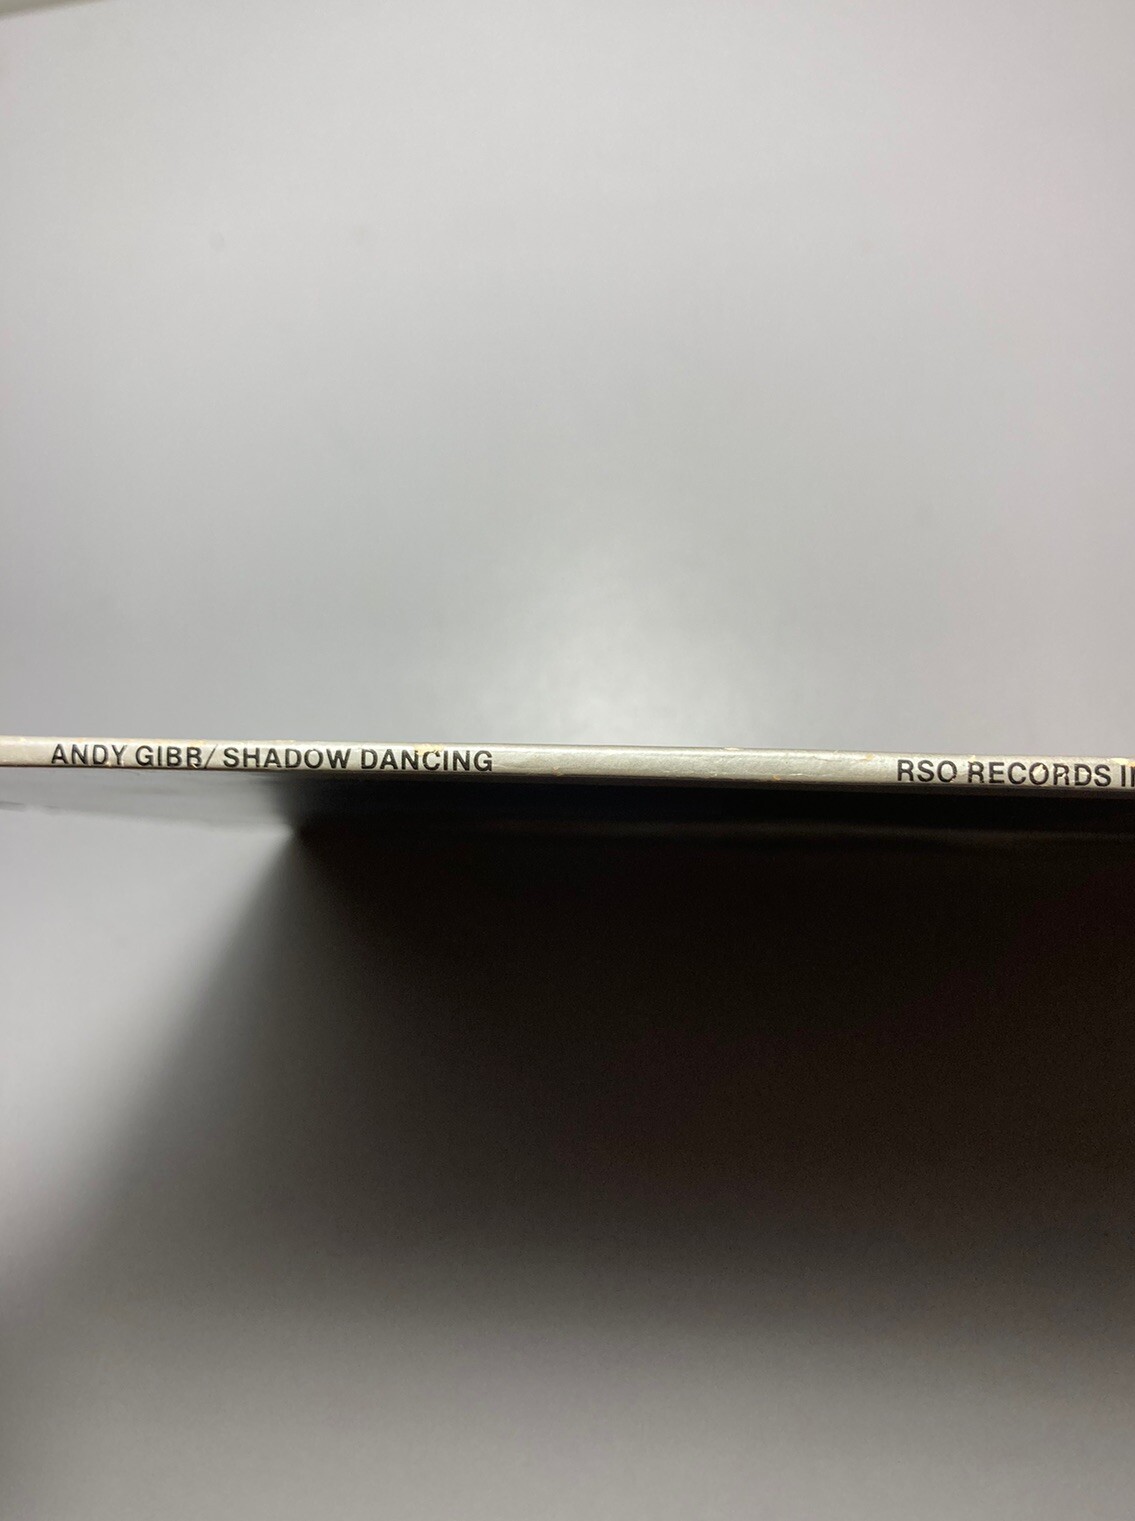 ANDY GIBB/ SHADOW DANCING
RSO RECORDS